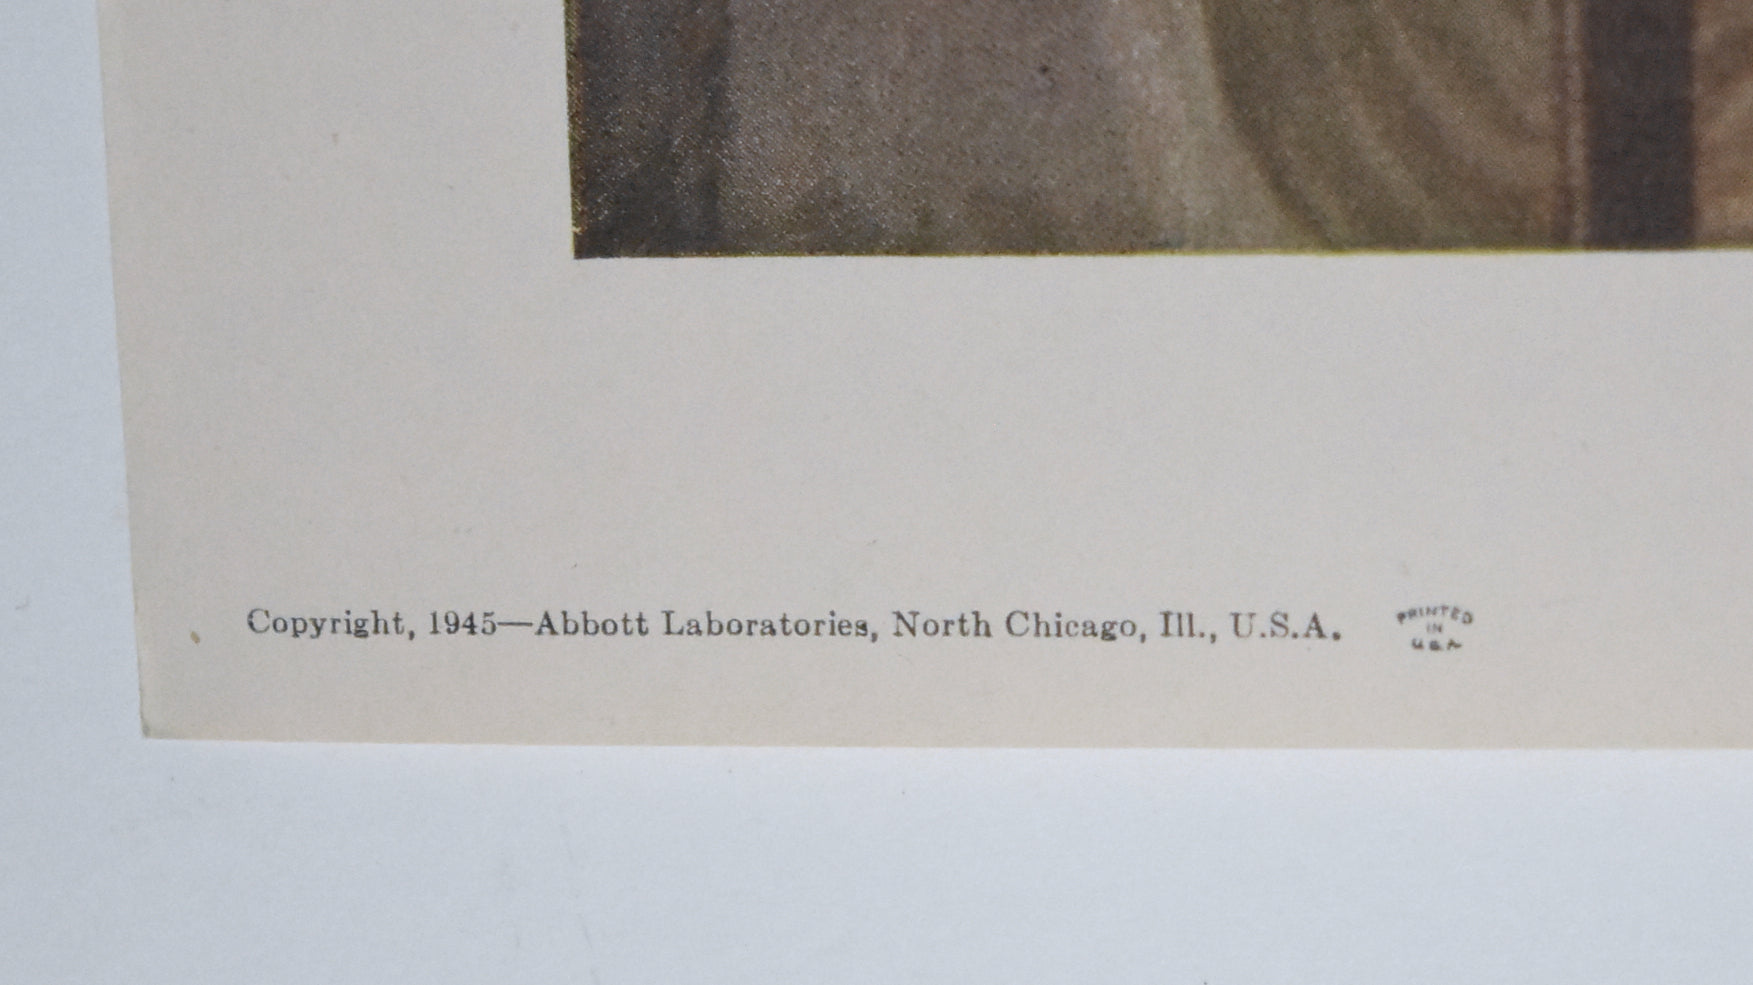 Copyright, 1945—Abbott Laboratories, North Chicago, Ill., U.S.A.
PRINTED
IN
U.S.A.